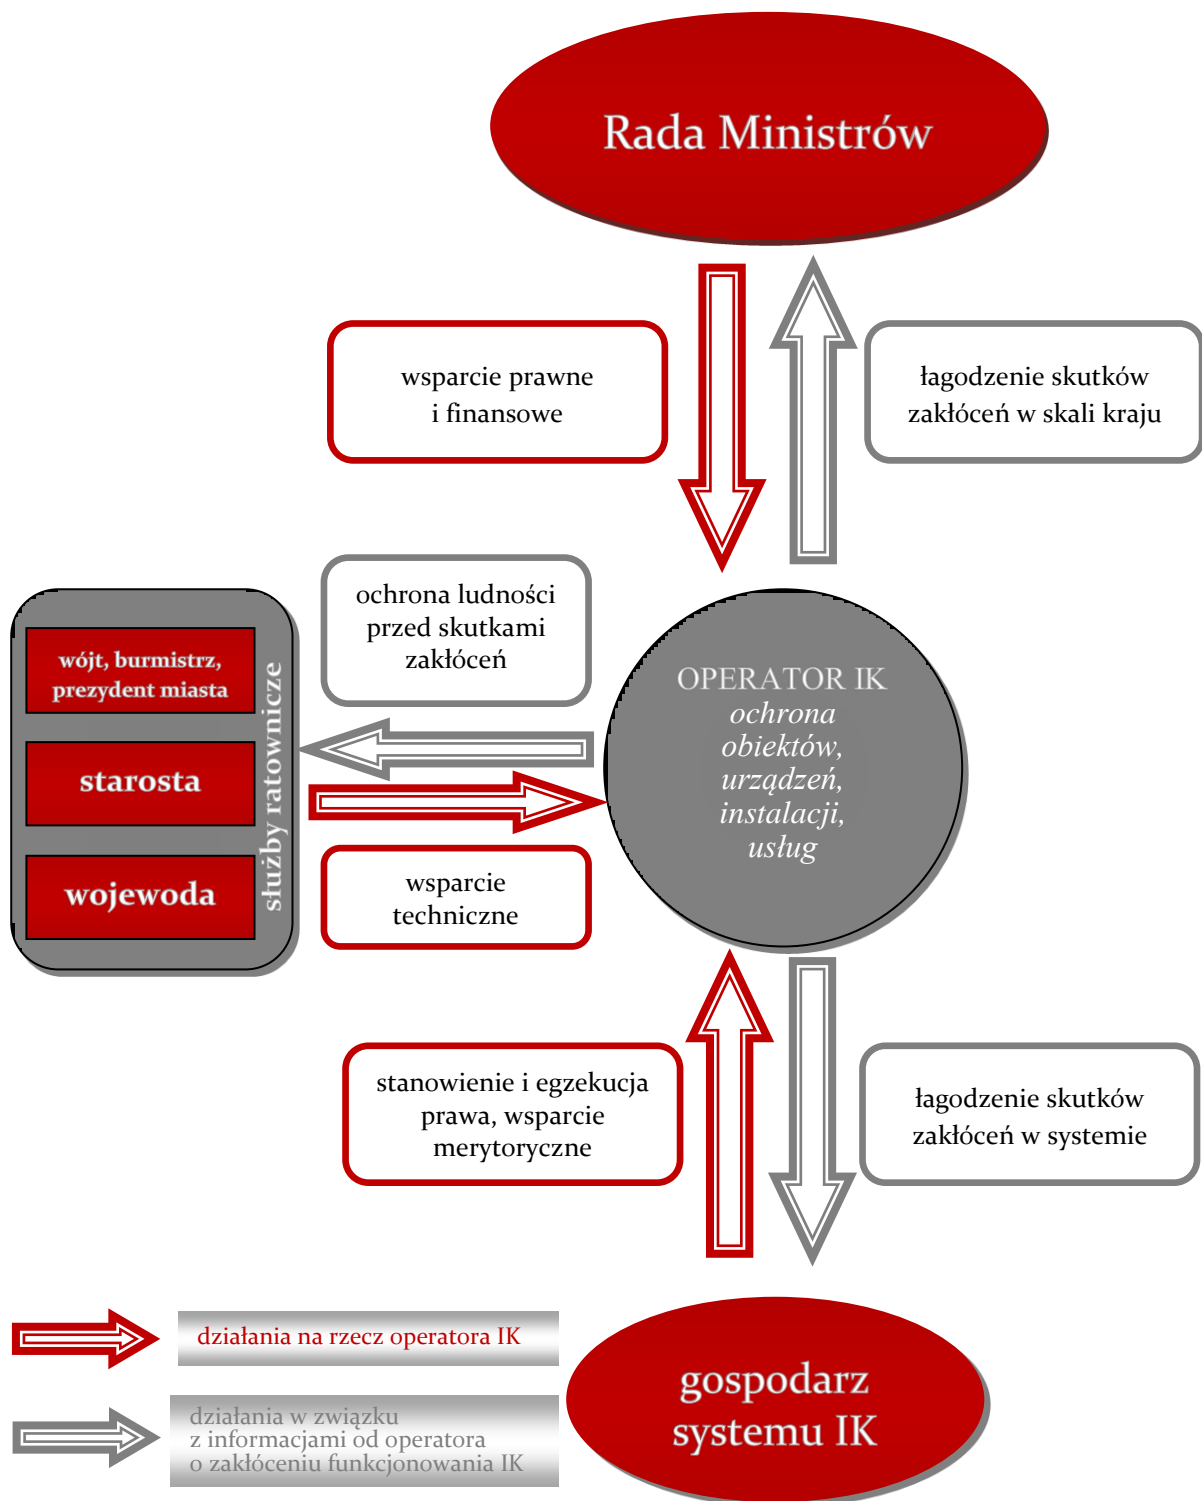 Rada Ministrów
wsparcie prawne
i finansowe
łagodzenie skutków
zakłóceń w skali kraju
ochrona ludności
przed skutkami
zakłóceń
wójt, burmistrz,
prezydent miasta
starosta
wojewoda
służby ratownicze
OPERATOR IK
ochrona
obiektów,
urządzeń,
instalacji,
usług
wsparcie
techniczne
stanowienie i egzekucja
prawa, wsparcie
merytoryczne
łagodzenie skutków
zakłóceń w systemie
działania na rzecz operatora IK
działania w związku
z informacjami od operatora
o zakłóceniu funkcjonowania IK
gospodarz
systemu IK